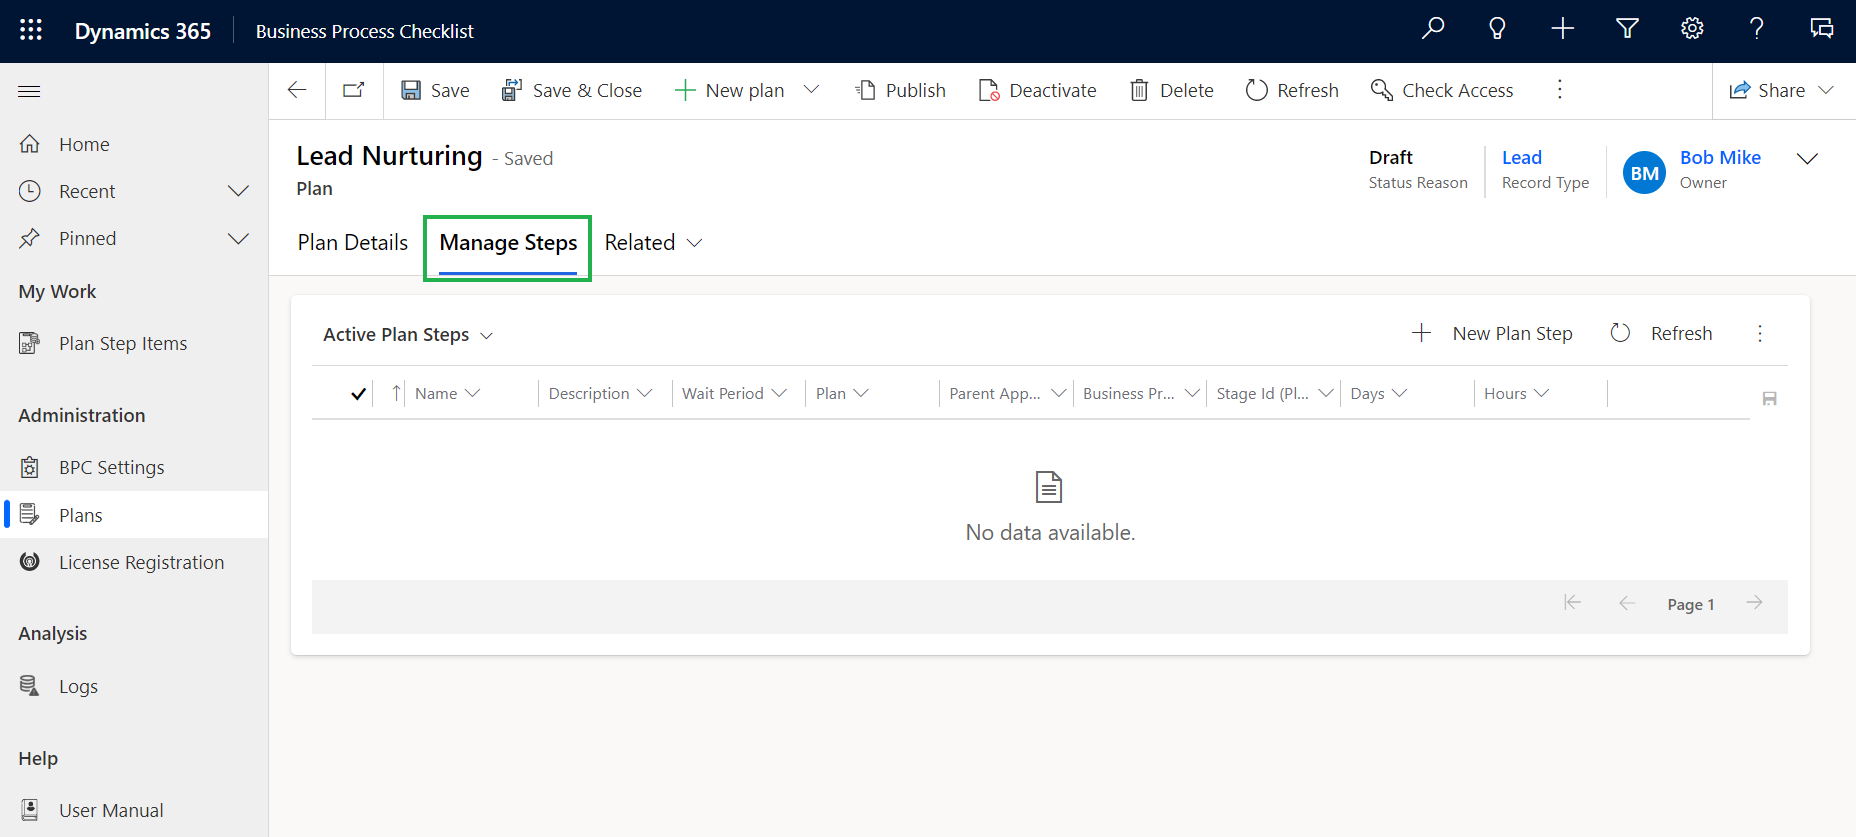 Dynamics 365
Business Process Checklist
Save
Save & Close
New plan
Publish
Deactivate
Delete
Refresh
Check Access
Share
Home
Recent
Pinned
My Work
Plan Step Items
Administration
BPC Settings
Plans
License Registration
Analysis
Logs
Help
User Manual
Lead Nurturing - Saved
Plan
Draft
Status Reason
Lead
Record Type
BM
Bob Mike
Owner
Plan Details
Manage Steps
Related
Active Plan Steps
New Plan Step
Refresh
Name
Description
Wait Period
Plan
Parent App...
Business Pr...
Stage Id (Pl...
Days
Hours
No data available.
Page 1